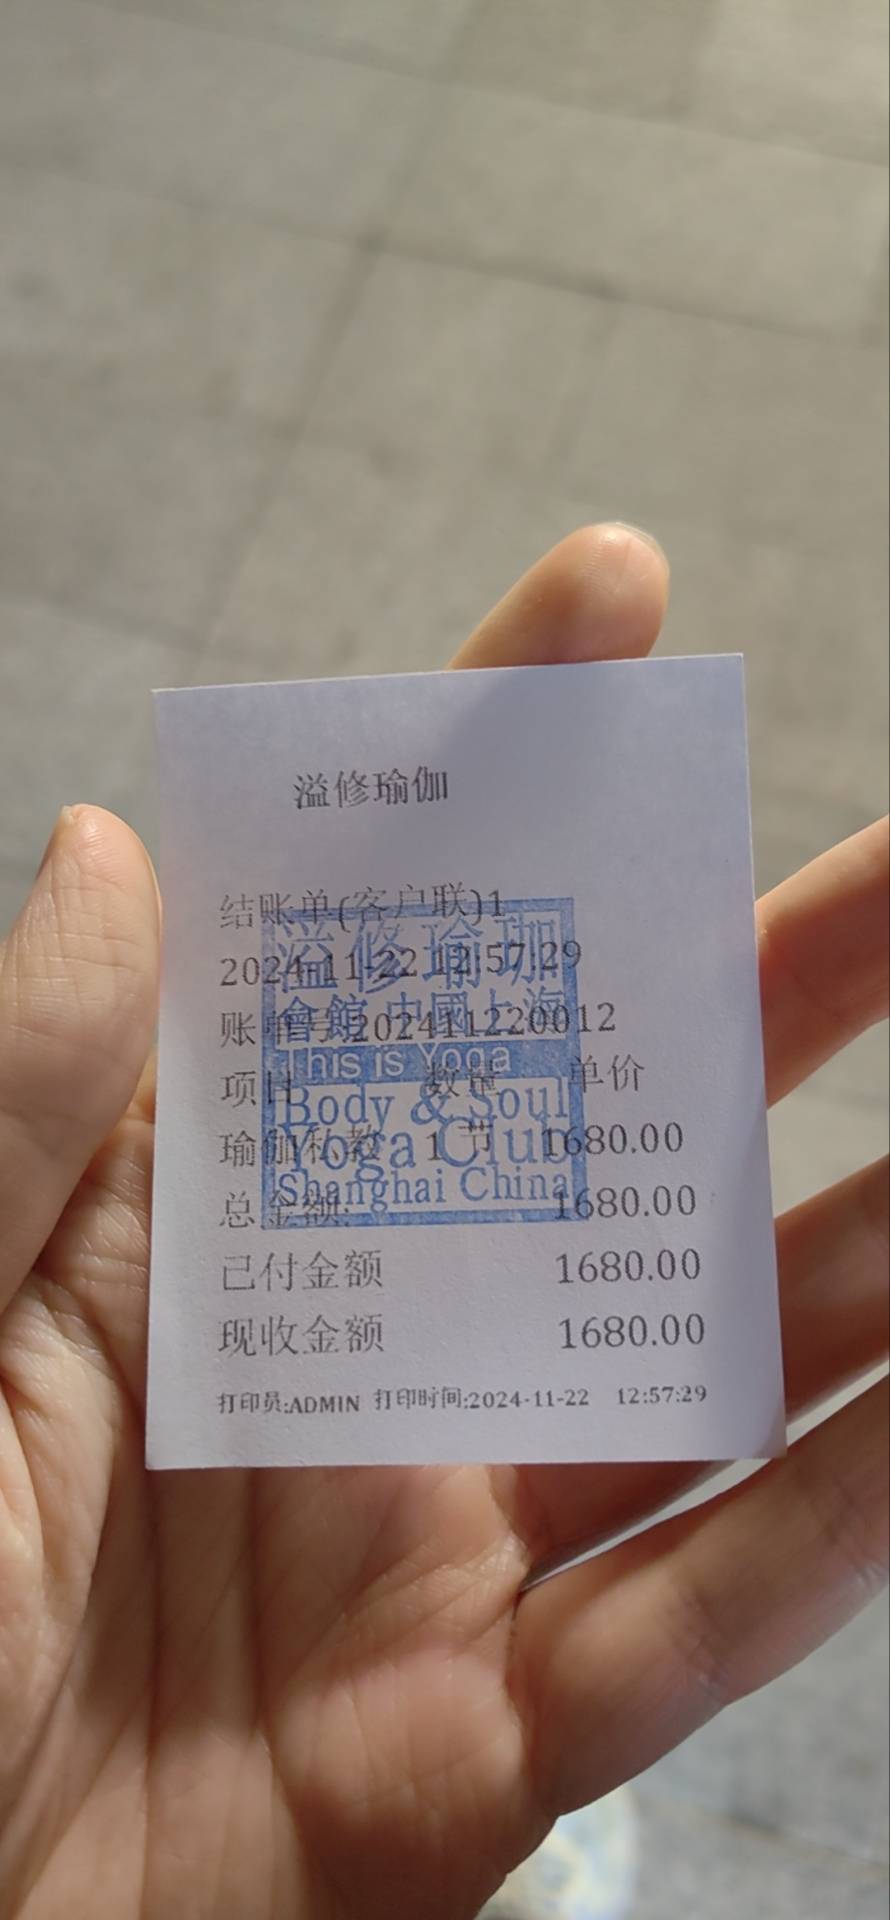 溢修瑜伽
结账单(客户联)1
2024-11-22 12:57:29
账单号:202411220012
项目 数量 单价
瑜伽私教 1 节 1680.00
总金额: 1680.00
已付金额 1680.00
现收金额 1680.00
打印员:ADMIN 打印时间:2024-11-22 12:57:29
溢修瑜珈
會館 中國上海
This is Yoga
Body & Soul
Yoga Club
Shanghai China